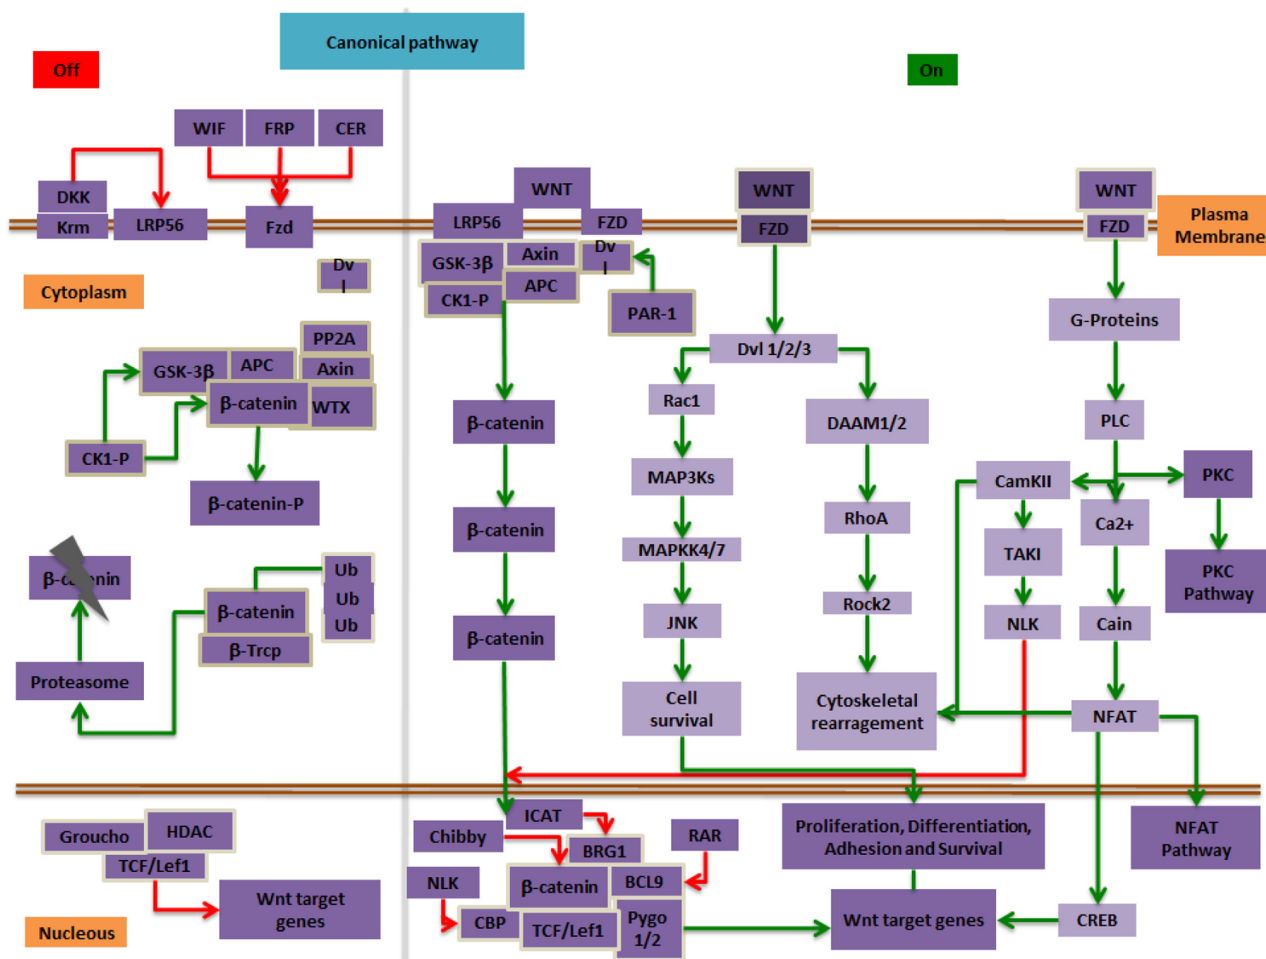 Canonical pathway
Off
On
WIF
FRP
CER
DKK
Krm
LRP56
Fzd
WNT
LRP56
FZD
WNT
FZD
WNT
FZD
Plasma
Membrane
Cytoplasm
Dv
l
GSK-3β
Axin
Dv
l
CK1-P
APC
PAR-1
G-Proteins
PP2A
GSK-3β
APC
Axin
β-catenin
WTX
CK1-P
β-catenin-P
Dvl 1/2/3
Rac1
DAAM1/2
PLC
β-catenin
MAP3Ks
CamKII
PKC
RhoA
Ca2+
β-catenin
MAPKK4/7
TAKI
PKC
Pathway
β-catenin
Ub
Ub
Ub
β-catenin
β-Trcp
Rock2
JNK
NLK
Cain
β-catenin
Proteasome
Cell
survival
Cytoskeletal
rearragement
NFAT
Groucho
HDAC
TCF/Lef1
Wnt target
genes
Nucleous
ICAT
Chibby
BRG1
RAR
NLK
β-catenin
BCL9
CBP
TCF/Lef1
Pygo
1/2
Proliferation, Differentiation,
Adhesion and Survival
NFAT
Pathway
Wnt target genes
CREB